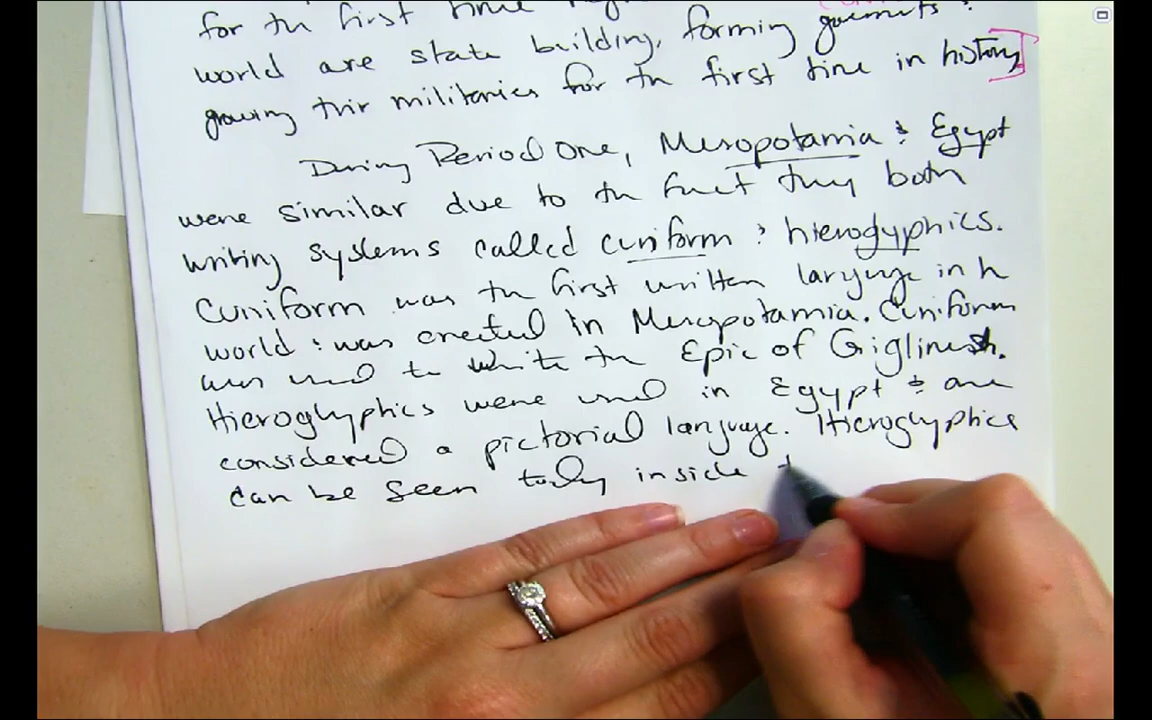 for the first time
world are state building, forming
growing their militaries for the first time in history
During Period One, Mesopotamia & Egypt
were similar due to the fact they both
writing systems called cuniform & hieroglyphics.
Cuniform was the first written language in
world & was created in Mesopotamia. Cuniform
was used to write the Epic of
Hieroglyphics were used in Egypt & are
considered a pictorial language. Hieroglyphics
can be seen today inside